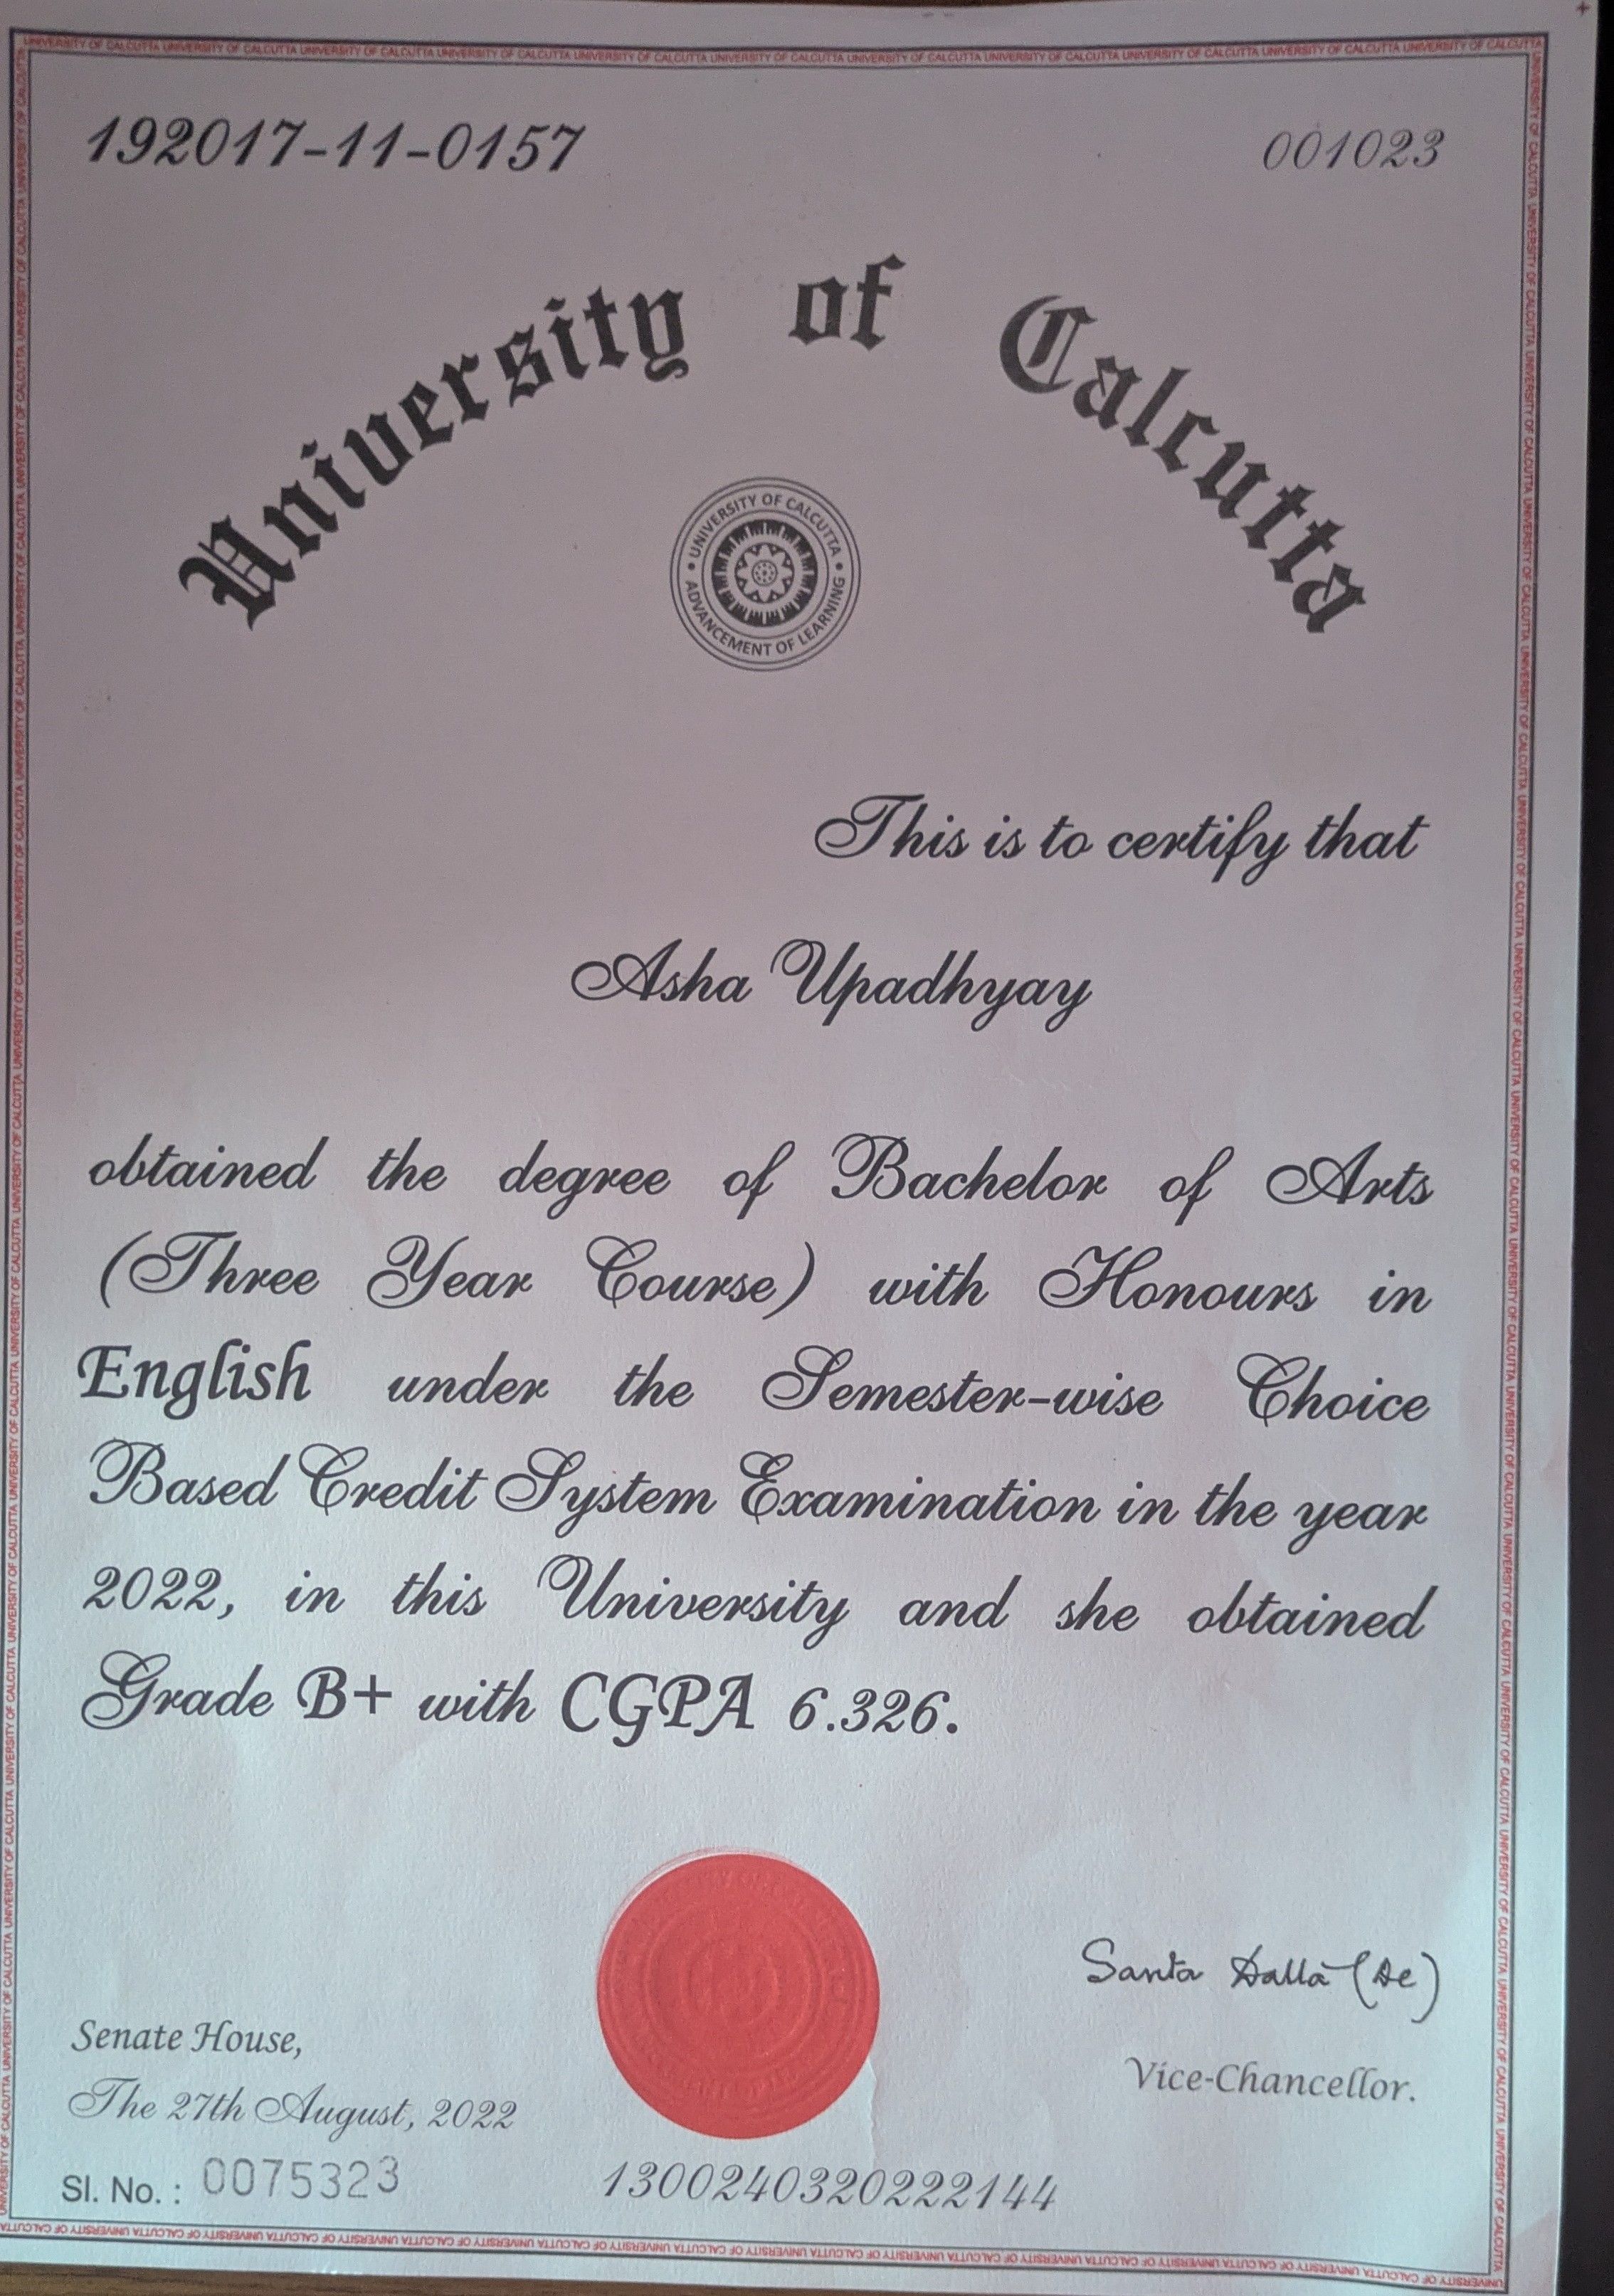 192017-11-0157
001023
University of Calcutta
UNIVERSITY OF CALCUTTA
ADVANCEMENT OF LEARNING
This is to certify that
Asha Upadhyay
obtained the degree of Bachelor of Arts
(Three Year Course) with Honours in
English under the Semester-wise Choice
Based Credit System Examination in the year
2022, in this University and she obtained
Grade B+ with CGPA 6.326.
Santa Datta (De)
Senate House,
Vice-Chancellor.
The 27th August, 2022
Sl. No. : 0075323
1300240320222144